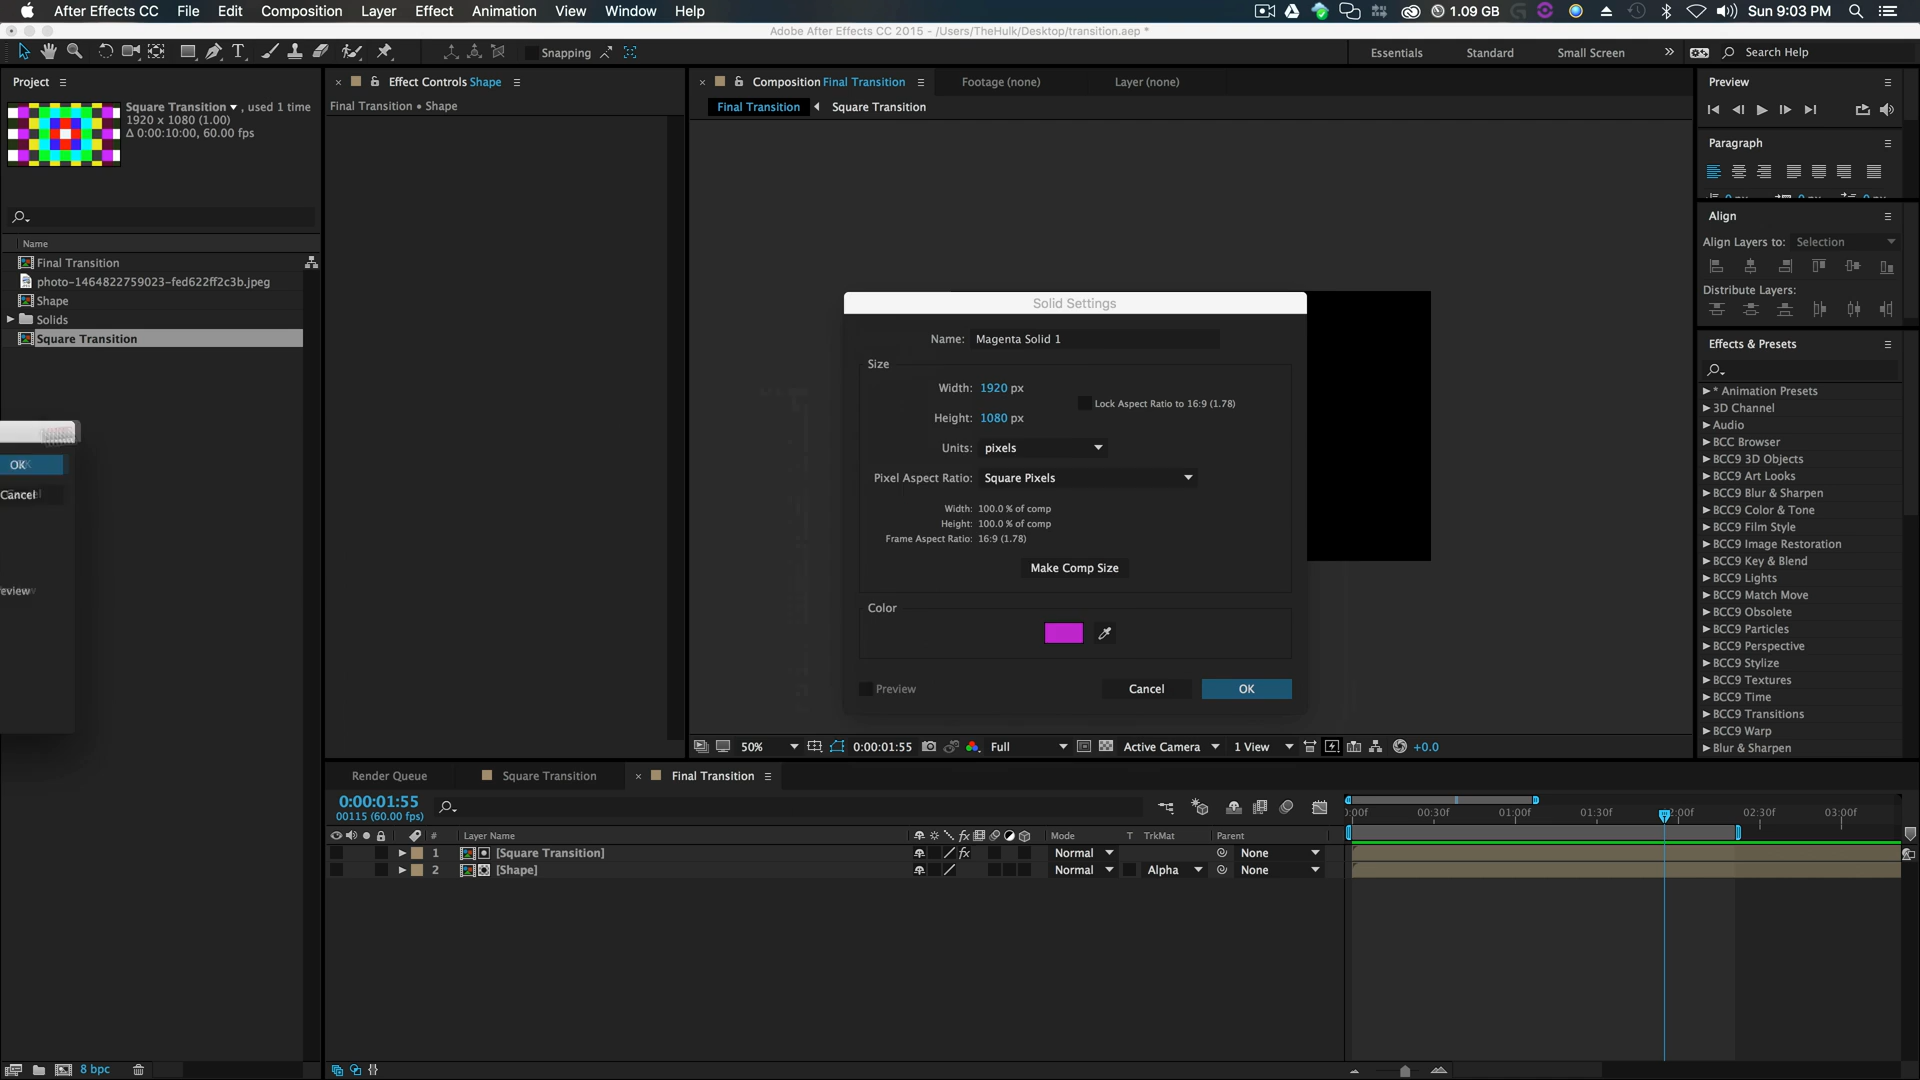 After Effects CC File Edit Composition Layer Effect Animation View Window Help 1.09 GB Sun 9:03 PM
Adobe After Effects CC 2015 - /Users/TheHulk/Desktop/transition.aep *
Snapping Essentials Standard Small Screen Search Help
Project
Square Transition , used 1 time
1920 x 1080 (1.00)
Δ 0:00:10:00, 60.00 fps
Name
Final Transition
photo-1464822759023-fed622ff2c3b.jpeg
Shape
Solids
Square Transition
OK
Cancel
8 bpc
Effect Controls Shape
Final Transition • Shape
Composition Final Transition Footage (none) Layer (none)
Final Transition Square Transition
Solid Settings
Name: Magenta Solid 1
Size
Width: 1920 px
Lock Aspect Ratio to 16:9 (1.78)
Height: 1080 px
Units: pixels
Pixel Aspect Ratio: Square Pixels
Width: 100.0 % of comp
Height: 100.0 % of comp
Frame Aspect Ratio: 16:9 (1.78)
Make Comp Size
Color
Preview Cancel OK
50% 0:00:01:55 Full Active Camera 1 View +0.0
Preview
Paragraph
Align
Align Layers to: Selection
Distribute Layers:
Effects & Presets
* Animation Presets
3D Channel
Audio
BCC Browser
BCC9 3D Objects
BCC9 Art Looks
BCC9 Blur & Sharpen
BCC9 Color & Tone
BCC9 Film Style
BCC9 Image Restoration
BCC9 Key & Blend
BCC9 Lights
BCC9 Match Move
BCC9 Obsolete
BCC9 Particles
BCC9 Perspective
BCC9 Stylize
BCC9 Textures
BCC9 Time
BCC9 Transitions
BCC9 Warp
Blur & Sharpen
Render Queue Square Transition Final Transition
0:00:01:55
00115 (60.00 fps)
:00f 00:30f 01:00f 01:30f 2:00f 02:30f 03:00f
# Layer Name fx Mode T TrkMat Parent
1 [Square Transition] fx Normal None
2 [Shape] Normal Alpha None